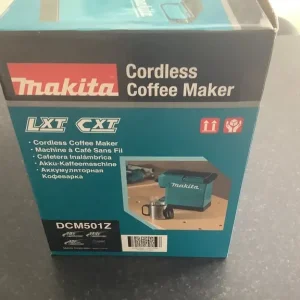 makita
Cordless
Coffee Maker
LXT CXT
• Cordless Coffee Maker
• Machine à Café Sans Fil
• Cafetera Inalámbrica
• Akku-Kaffeemaschine
• Аккумуляторная
Кофеварка
makita
DCM501Z